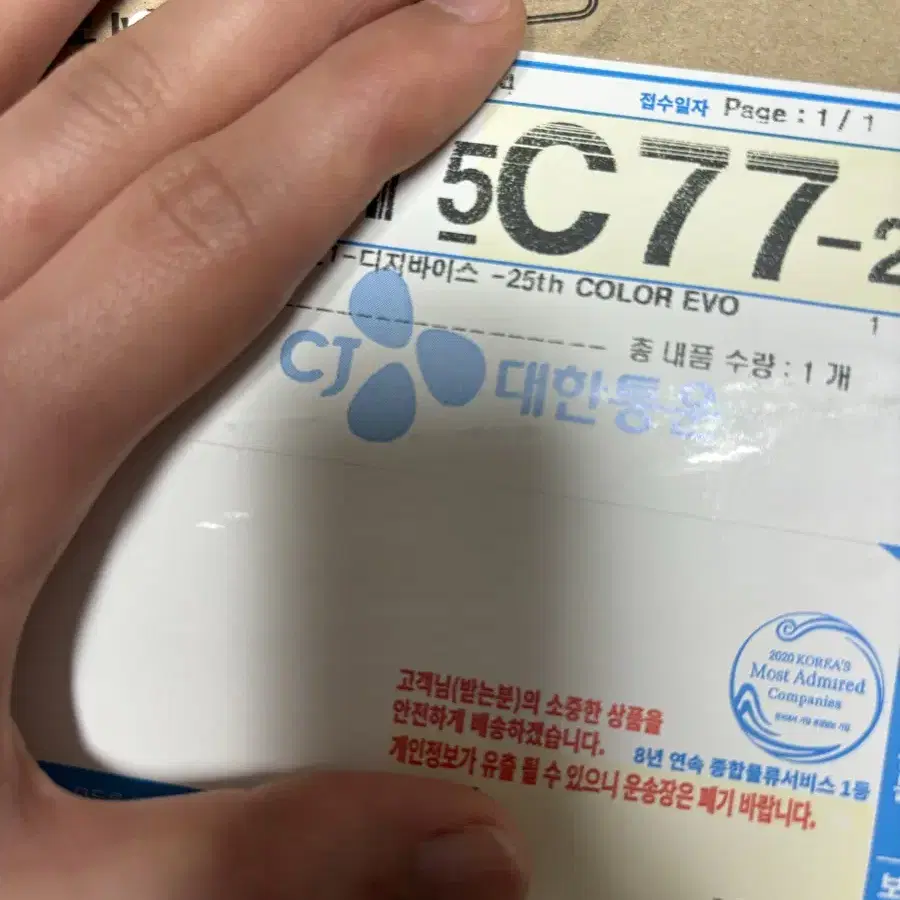 접수일자 Page : 1 / 1
5C77-2
-디지바이스 -25th COLOR EVO 1
총 내품 수량 : 1 개
CJ 대한통운
2020 KOREA'S
Most Admired
Companies
고객님(받는분)의 소중한 상품을
안전하게 배송하겠습니다.
8년 연속 종합물류서비스 1등
개인정보가 유출 될 수 있으니 운송장은 폐기 바랍니다.